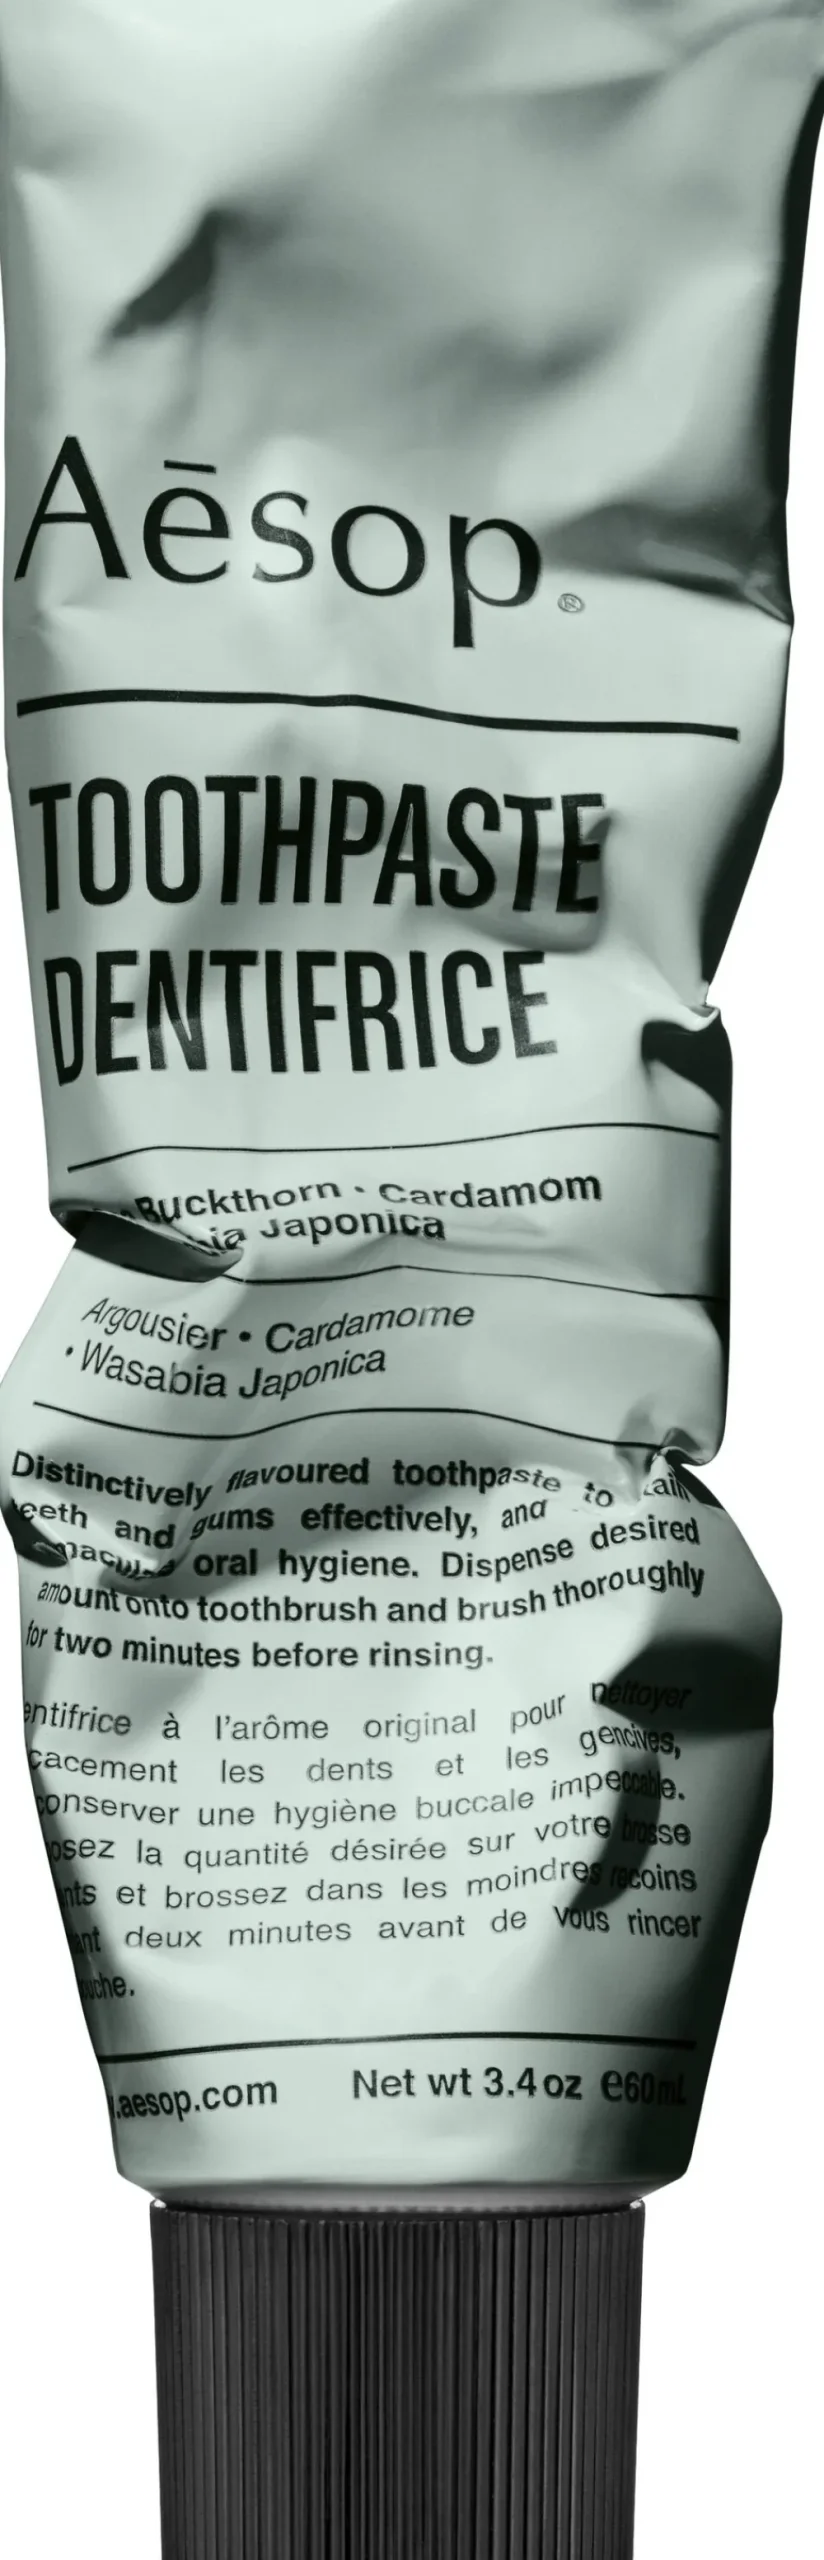 Aēsop®
TOOTHPASTE
DENTIFRICE
Buckthorn · Cardamom
Japonica
Argousier • Cardamome
• Wasabia Japonica
Distinctively flavoured toothpaste to
teeth and gums effectively, and
oral hygiene. Dispense desired
amount onto toothbrush and brush thoroughly
for two minutes before rinsing.
à l'arôme original pour nettoyer
les dents et les gencives,
conserver une hygiène buccale impeccable.
la quantité désirée sur votre brosse
et brossez dans les moindres recoins
deux minutes avant de vous rincer
.aesop.com Net wt 3.4 oz ℮60mL